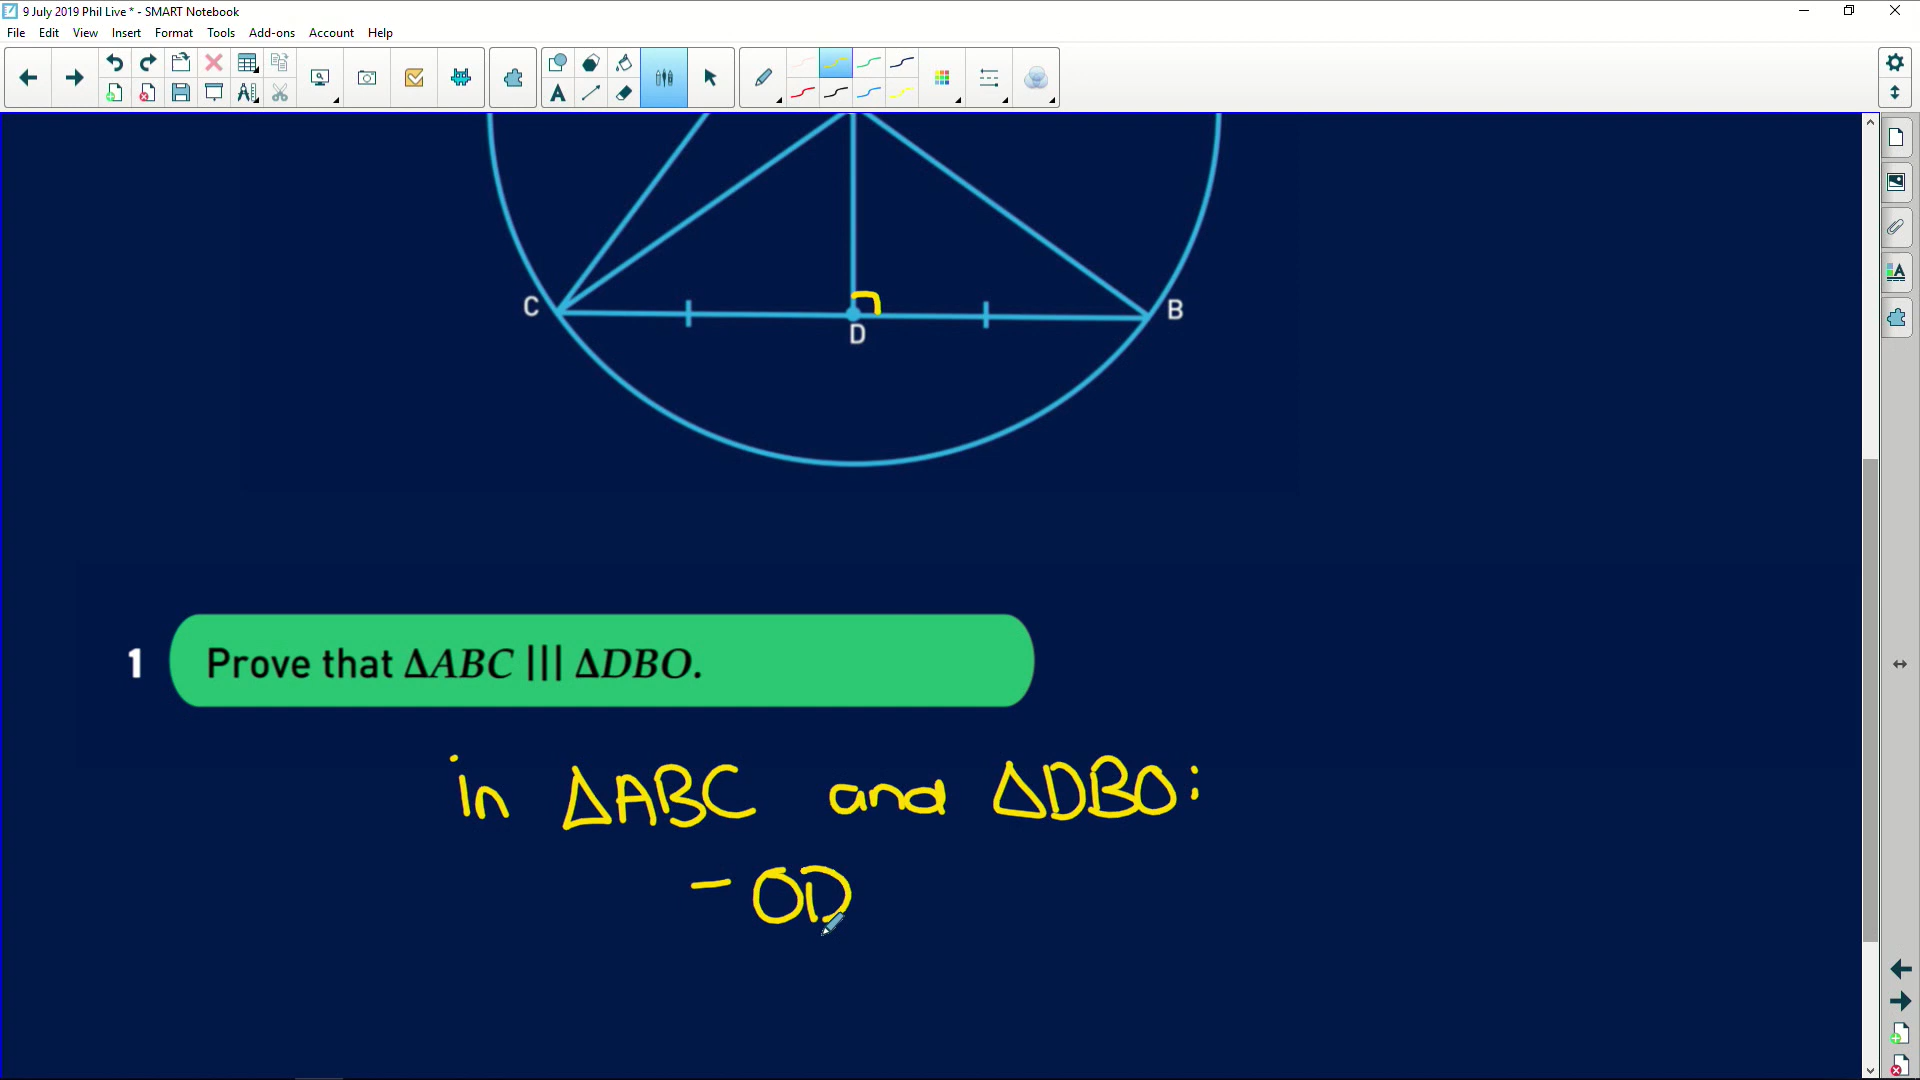 9 July 2019 Phil Live * - SMART Notebook
File Edit View Insert Format Tools Add-ons Account Help
C
B
D
1 Prove that ΔABC ||| ΔDBO.
in ΔABC and ΔDBO:
- OD